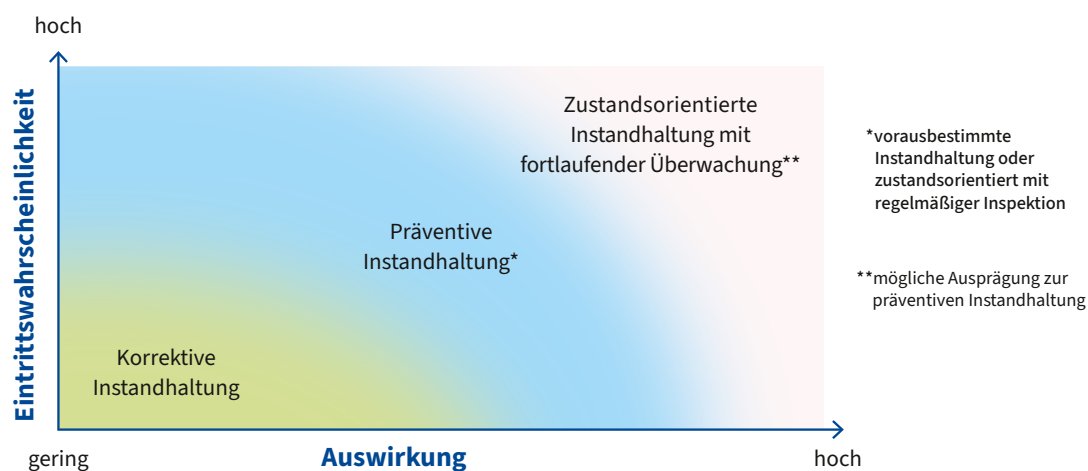 hoch
Eintrittswahrscheinlichkeit
Zustandsorientierte
Instandhaltung mit
fortlaufender Überwachung**
Präventive
Instandhaltung*
Korrektive
Instandhaltung
gering
Auswirkung
hoch
*vorausbestimmte
Instandhaltung oder
zustandsorientiert mit
regelmäßiger Inspektion
**mögliche Ausprägung zur
präventiven Instandhaltung